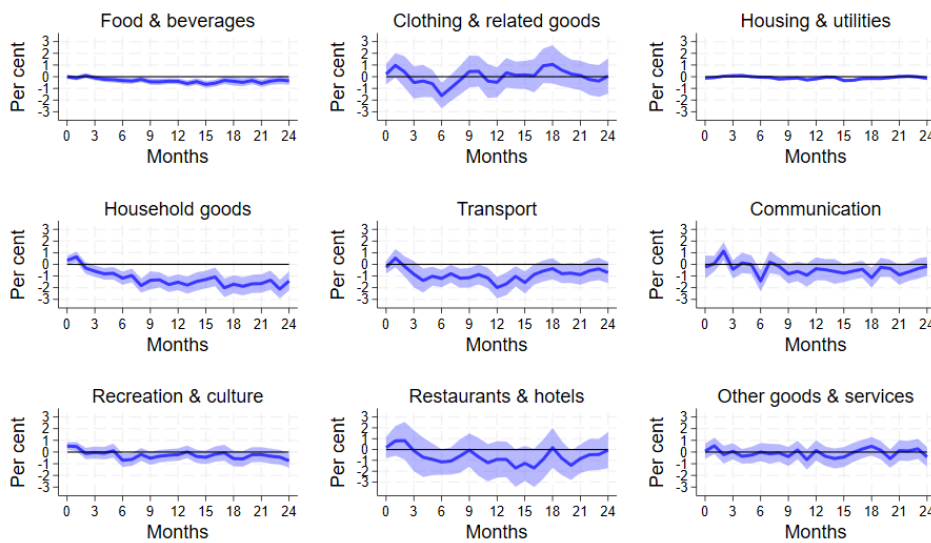 Food & beverages
Per cent
3
2
1
0
-1
-2
-3
0 3 6 9 12 15 18 21 24
Months
Clothing & related goods
Per cent
3
2
1
0
-1
-2
-3
0 3 6 9 12 15 18 21 24
Months
Housing & utilities
Per cent
3
2
1
0
-1
-2
-3
0 3 6 9 12 15 18 21 24
Months
Household goods
Per cent
3
2
1
0
-1
-2
-3
0 3 6 9 12 15 18 21 24
Months
Transport
Per cent
3
2
1
0
-1
-2
-3
0 3 6 9 12 15 18 21 24
Months
Communication
Per cent
3
2
1
0
-1
-2
-3
0 3 6 9 12 15 18 21 24
Months
Recreation & culture
Per cent
3
2
1
0
-1
-2
-3
0 3 6 9 12 15 18 21 24
Months
Restaurants & hotels
Per cent
3
2
1
0
-1
-2
-3
0 3 6 9 12 15 18 21 24
Months
Other goods & services
Per cent
3
2
1
0
-1
-2
-3
0 3 6 9 12 15 18 21 24
Months